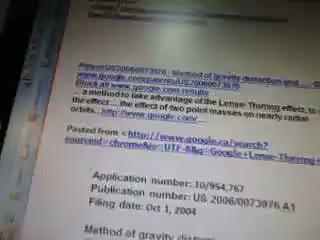 Patent US20060073976 - Method of gravity distortion and ... - G
www.google.com/patents/US20060073976
Block all www.google.com results
... a method to take advantage of the Lense-Thirring effect, to
the effect ... the effect of two point masses on nearly radial
orbits. http://www.google.com/...
Pasted from <http://www.google.ca/search?
sourceid=chrome&ie=UTF-8&q=Google+Lense-Thirring+
Application number: 10/954,767
Publication number: US 2006/0073976 A1
Filing date: Oct 1, 2004
Method of gravity